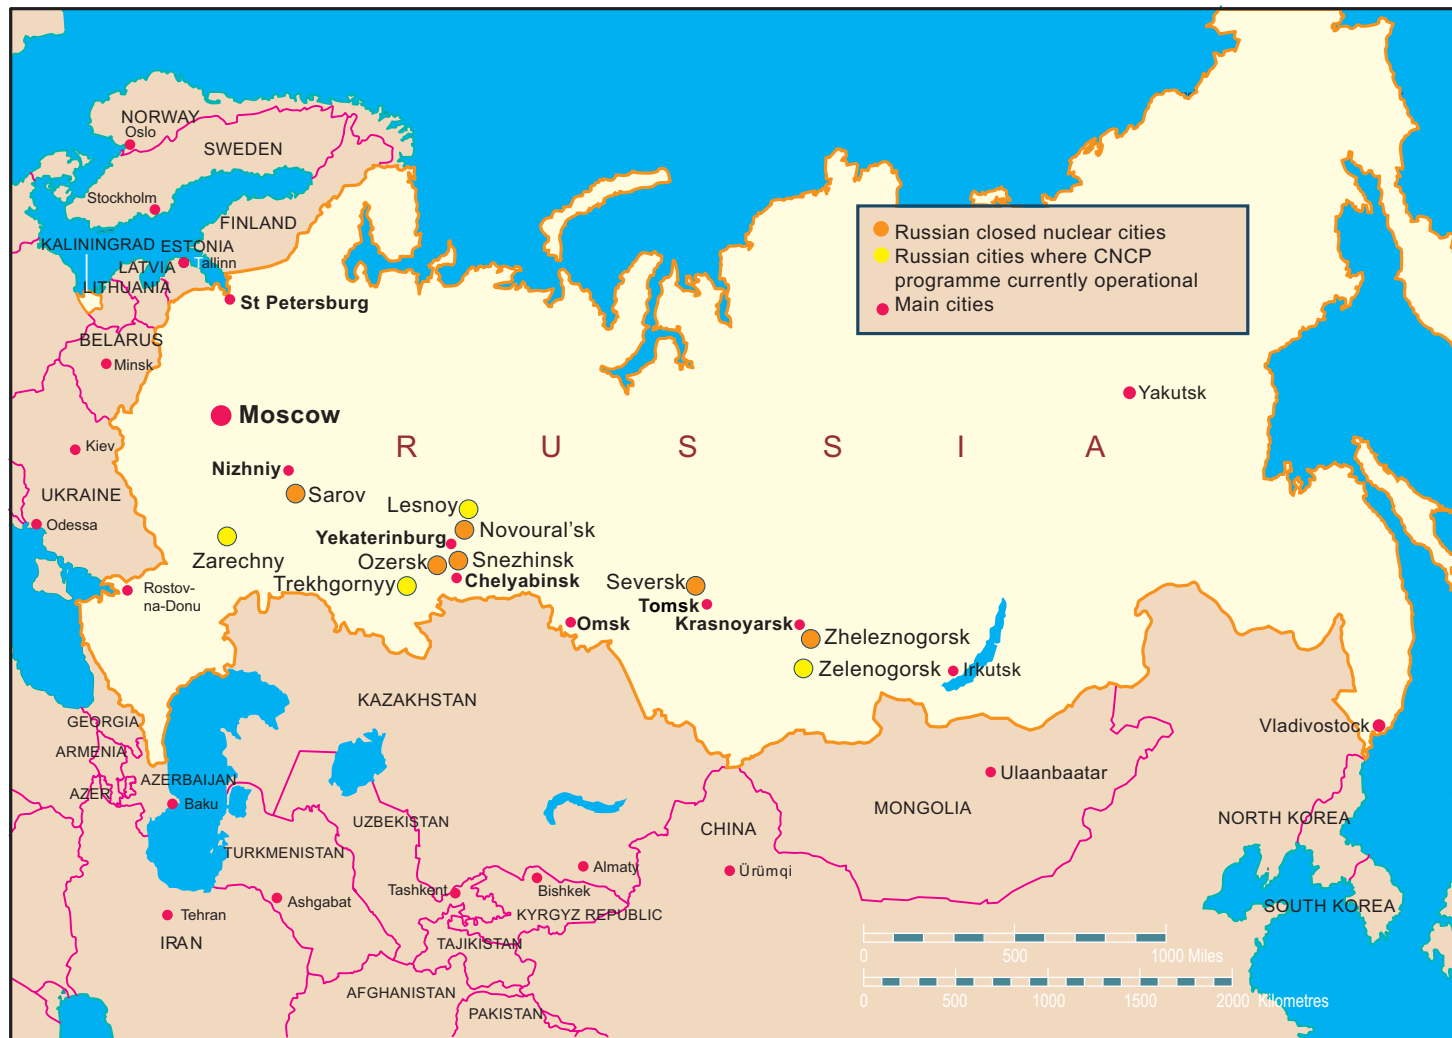 NORWAY
Oslo
SWEDEN
Stockholm
FINLAND
KALININGRAD
ESTONIA
Tallinn
LATVIA
LITHUANIA
St Petersburg
BELARUS
Minsk
Russian closed nuclear cities
Russian cities where CNCP
programme currently operational
Main cities
Yakutsk
Moscow
RUSSIA
Kiev
Nizhniy
Sarov
UKRAINE
Odessa
Lesnoy
Novoural'sk
Yekaterinburg
Zarechny
Ozersk
Snezhinsk
Chelyabinsk
Trekhgornyy
Rostov-
na-Donu
Seversk
Tomsk
Omsk
Krasnoyarsk
Zheleznogorsk
Zelenogorsk
Irkutsk
KAZAKHSTAN
GEORGIA
Vladivostock
ARMENIA
AZERBAIJAN
AZER
Baku
Ulaanbaatar
MONGOLIA
UZBEKISTAN
CHINA
NORTH KOREA
TURKMENISTAN
Almaty
Ürümqi
Tashkent
Bishkek
Ashgabat
KYRGYZ REPUBLIC
SOUTH KOREA
Tehran
IRAN
TAJIKISTAN
AFGHANISTAN
PAKISTAN
0 500 1000 Miles
0 500 1000 1500 2000 Kilometres